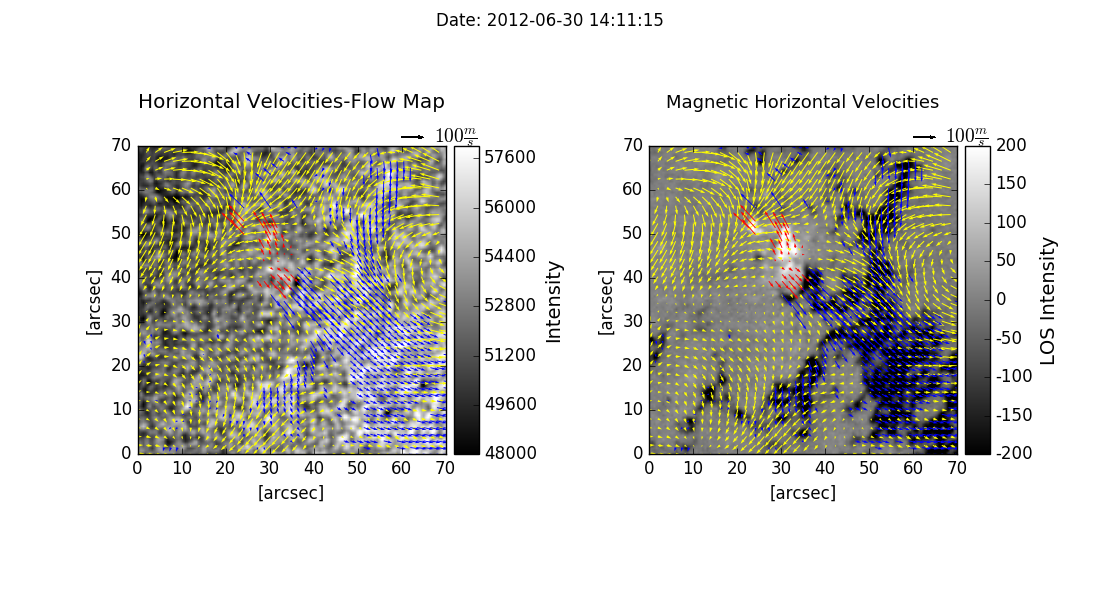 Date: 2012-06-30 14:11:15
Horizontal Velocities-Flow Map
100 m/s
70
60
50
40
30
20
10
0
0 10 20 30 40 50 60 70
[arcsec]
[arcsec]
57600
56000
54400
52800
51200
49600
48000
Intensity
Magnetic Horizontal Velocities
100 m/s
70
60
50
40
30
20
10
0
0 10 20 30 40 50 60 70
[arcsec]
[arcsec]
200
150
100
50
0
-50
-100
-150
-200
LOS Intensity